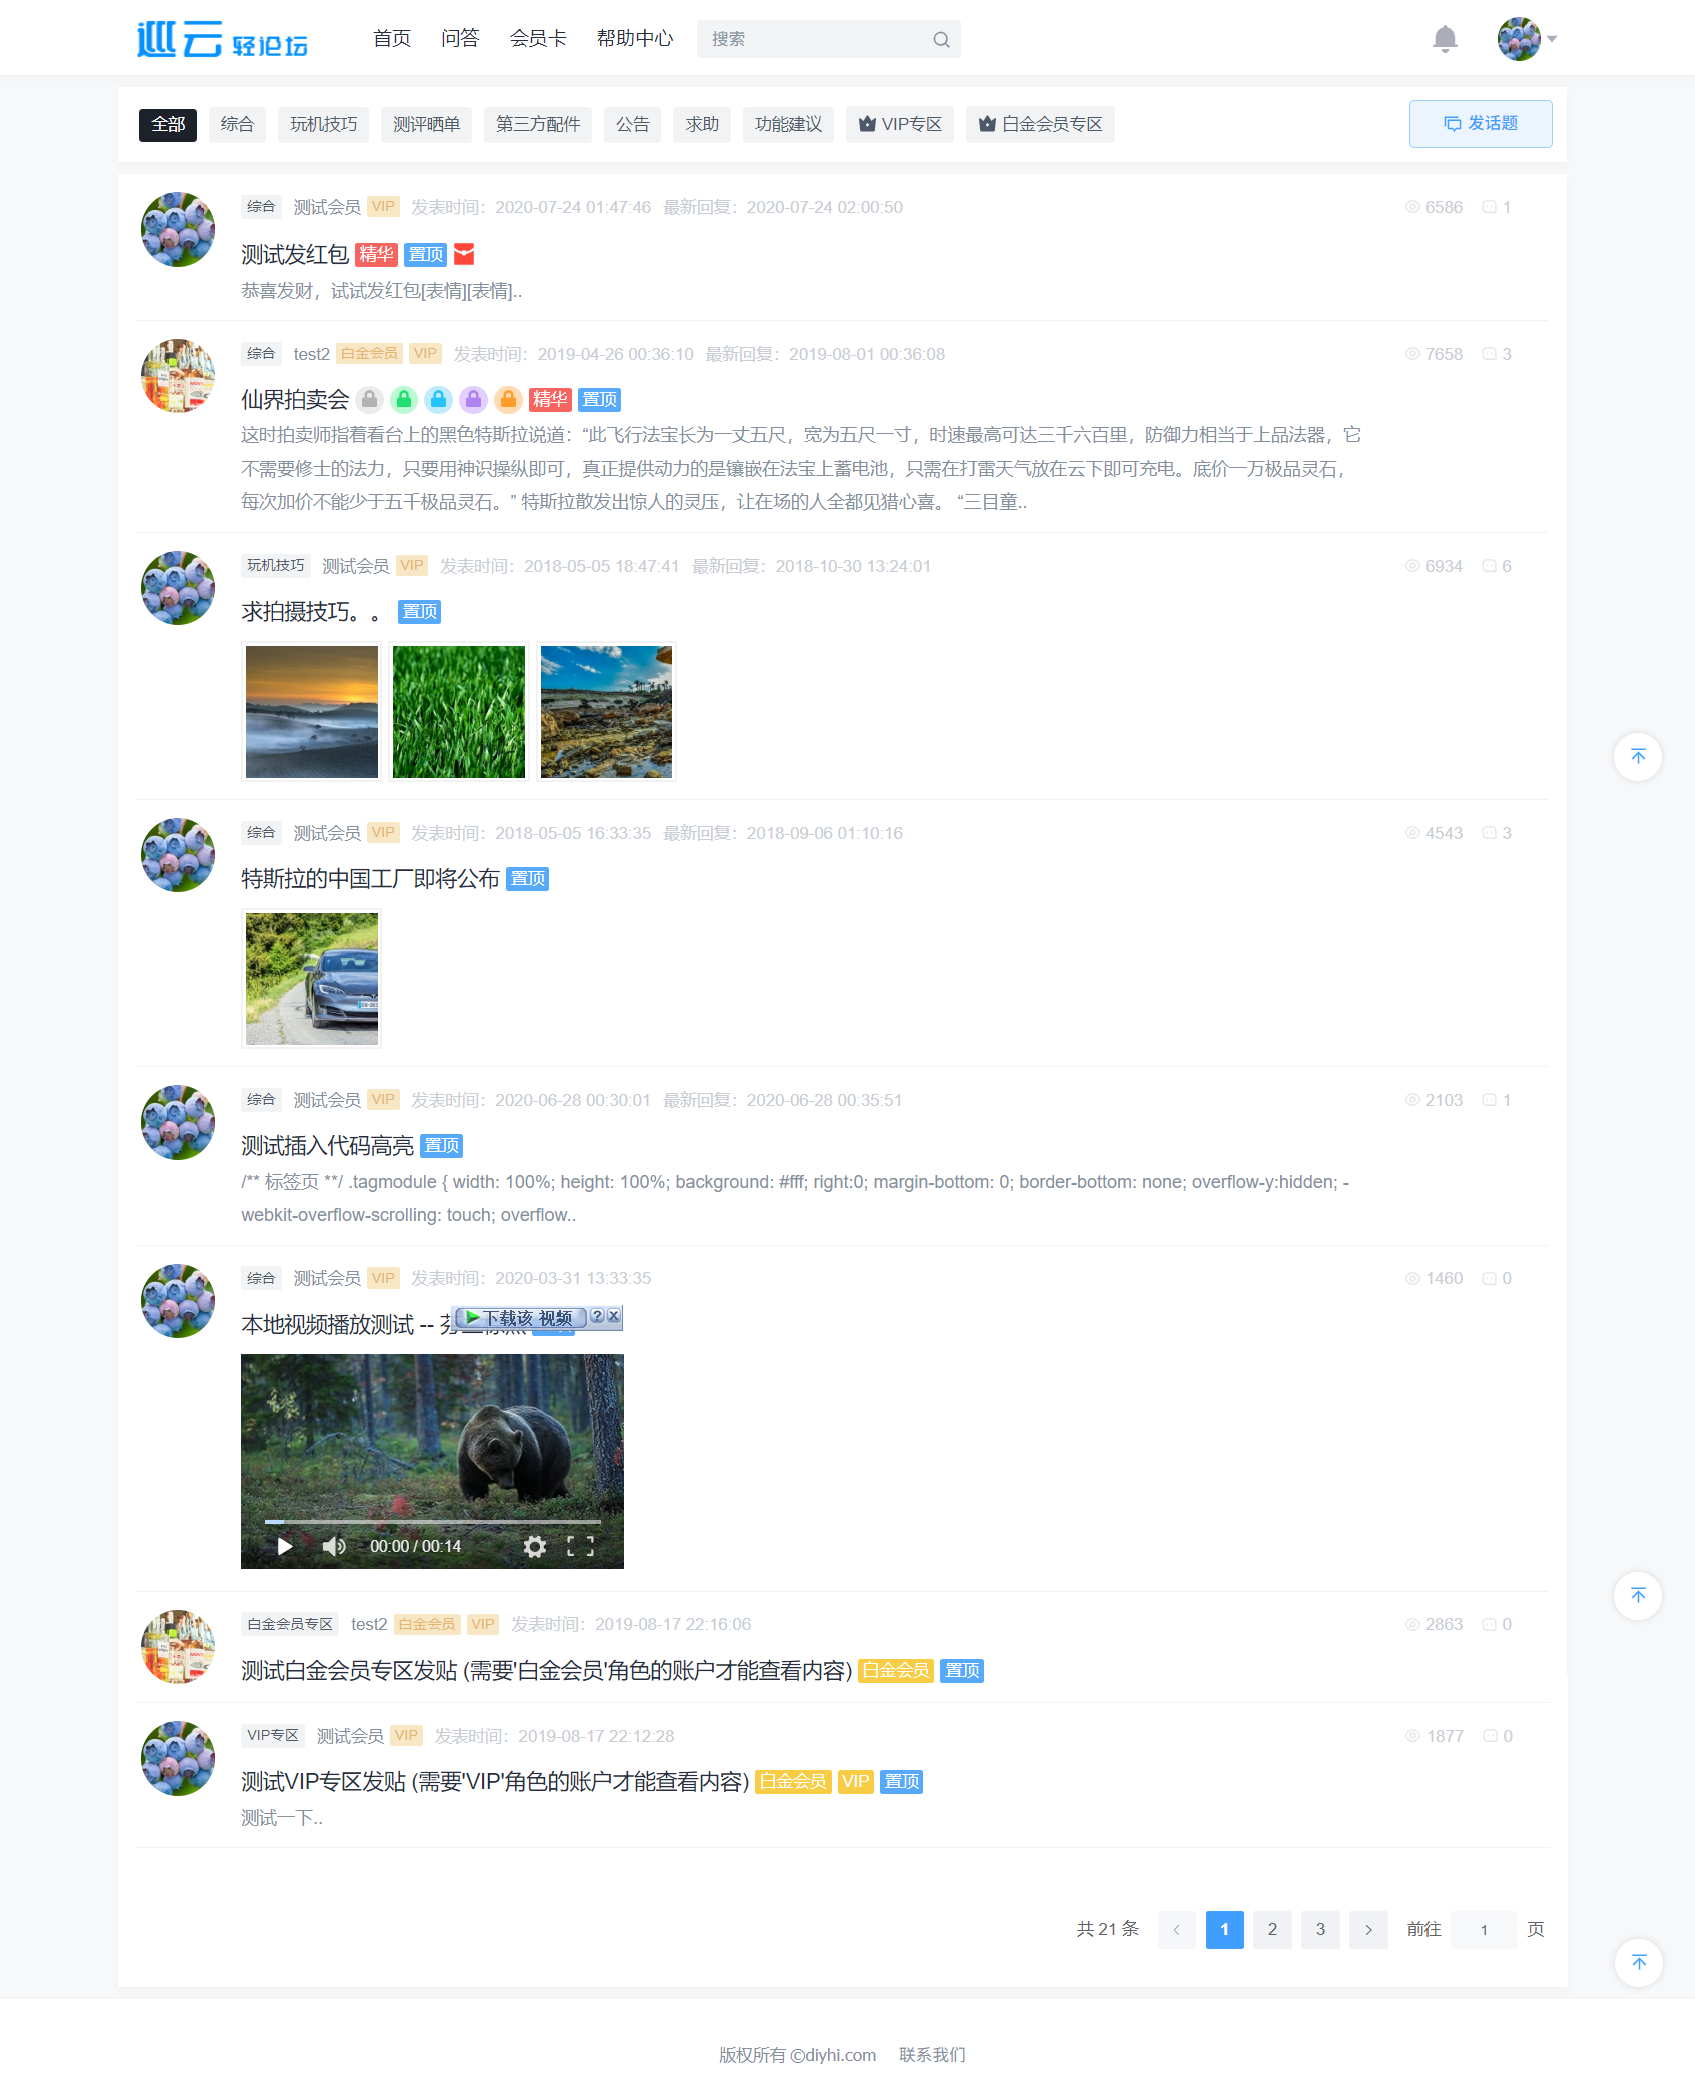 巡云 轻论坛 首页 问答 会员卡 帮助中心 搜索
全部 综合 玩机技巧 测评晒单 第三方配件 公告 求助 功能建议 VIP专区 白金会员专区 发话题
综合 测试会员 VIP 发表时间：2020-07-24 01:47:46 最新回复：2020-07-24 02:00:50 6586 1
测试发红包 精华 置顶
恭喜发财，试试发红包[表情][表情]..
综合 test2 白金会员 VIP 发表时间：2019-04-26 00:36:10 最新回复：2019-08-01 00:36:08 7658 3
仙界拍卖会 精华 置顶
这时拍卖师指着看台上的黑色特斯拉说道：“此飞行法宝长为一丈五尺，宽为五尺一寸，时速最高可达三千六百里，防御力相当于上品法器，它
不需要修士的法力，只要用神识操纵即可，真正提供动力的是镶嵌在法宝上蓄电池，只需在打雷天气放在云下即可充电。底价一万极品灵石，
每次加价不能少于五千极品灵石。” 特斯拉散发出惊人的灵压，让在场的人全都见猎心喜。 “三目童..
玩机技巧 测试会员 VIP 发表时间：2018-05-05 18:47:41 最新回复：2018-10-30 13:24:01 6934 6
求拍摄技巧。。 置顶
综合 测试会员 VIP 发表时间：2018-05-05 16:33:35 最新回复：2018-09-06 01:10:16 4543 3
特斯拉的中国工厂即将公布 置顶
综合 测试会员 VIP 发表时间：2020-06-28 00:30:01 最新回复：2020-06-28 00:35:51 2103 1
测试插入代码高亮 置顶
/** 标签页 **/ .tagmodule { width: 100%; height: 100%; background: #fff; right:0; margin-bottom: 0; border-bottom: none; overflow-y:hidden; -
webkit-overflow-scrolling: touch; overflow..
综合 测试会员 VIP 发表时间：2020-03-31 13:33:35 1460 0
下载该 视频 ? X
本地视频播放测试 --
00:00 / 00:14
白金会员专区 test2 白金会员 VIP 发表时间：2019-08-17 22:16:06 2863 0
测试白金会员专区发贴 (需要'白金会员'角色的账户才能查看内容) 白金会员 置顶
VIP专区 测试会员 VIP 发表时间：2019-08-17 22:12:28 1877 0
测试VIP专区发贴 (需要'VIP'角色的账户才能查看内容) 白金会员 VIP 置顶
测试一下..
共 21 条 < 1 2 3 > 前往 1 页
版权所有 ©diyhi.com 联系我们